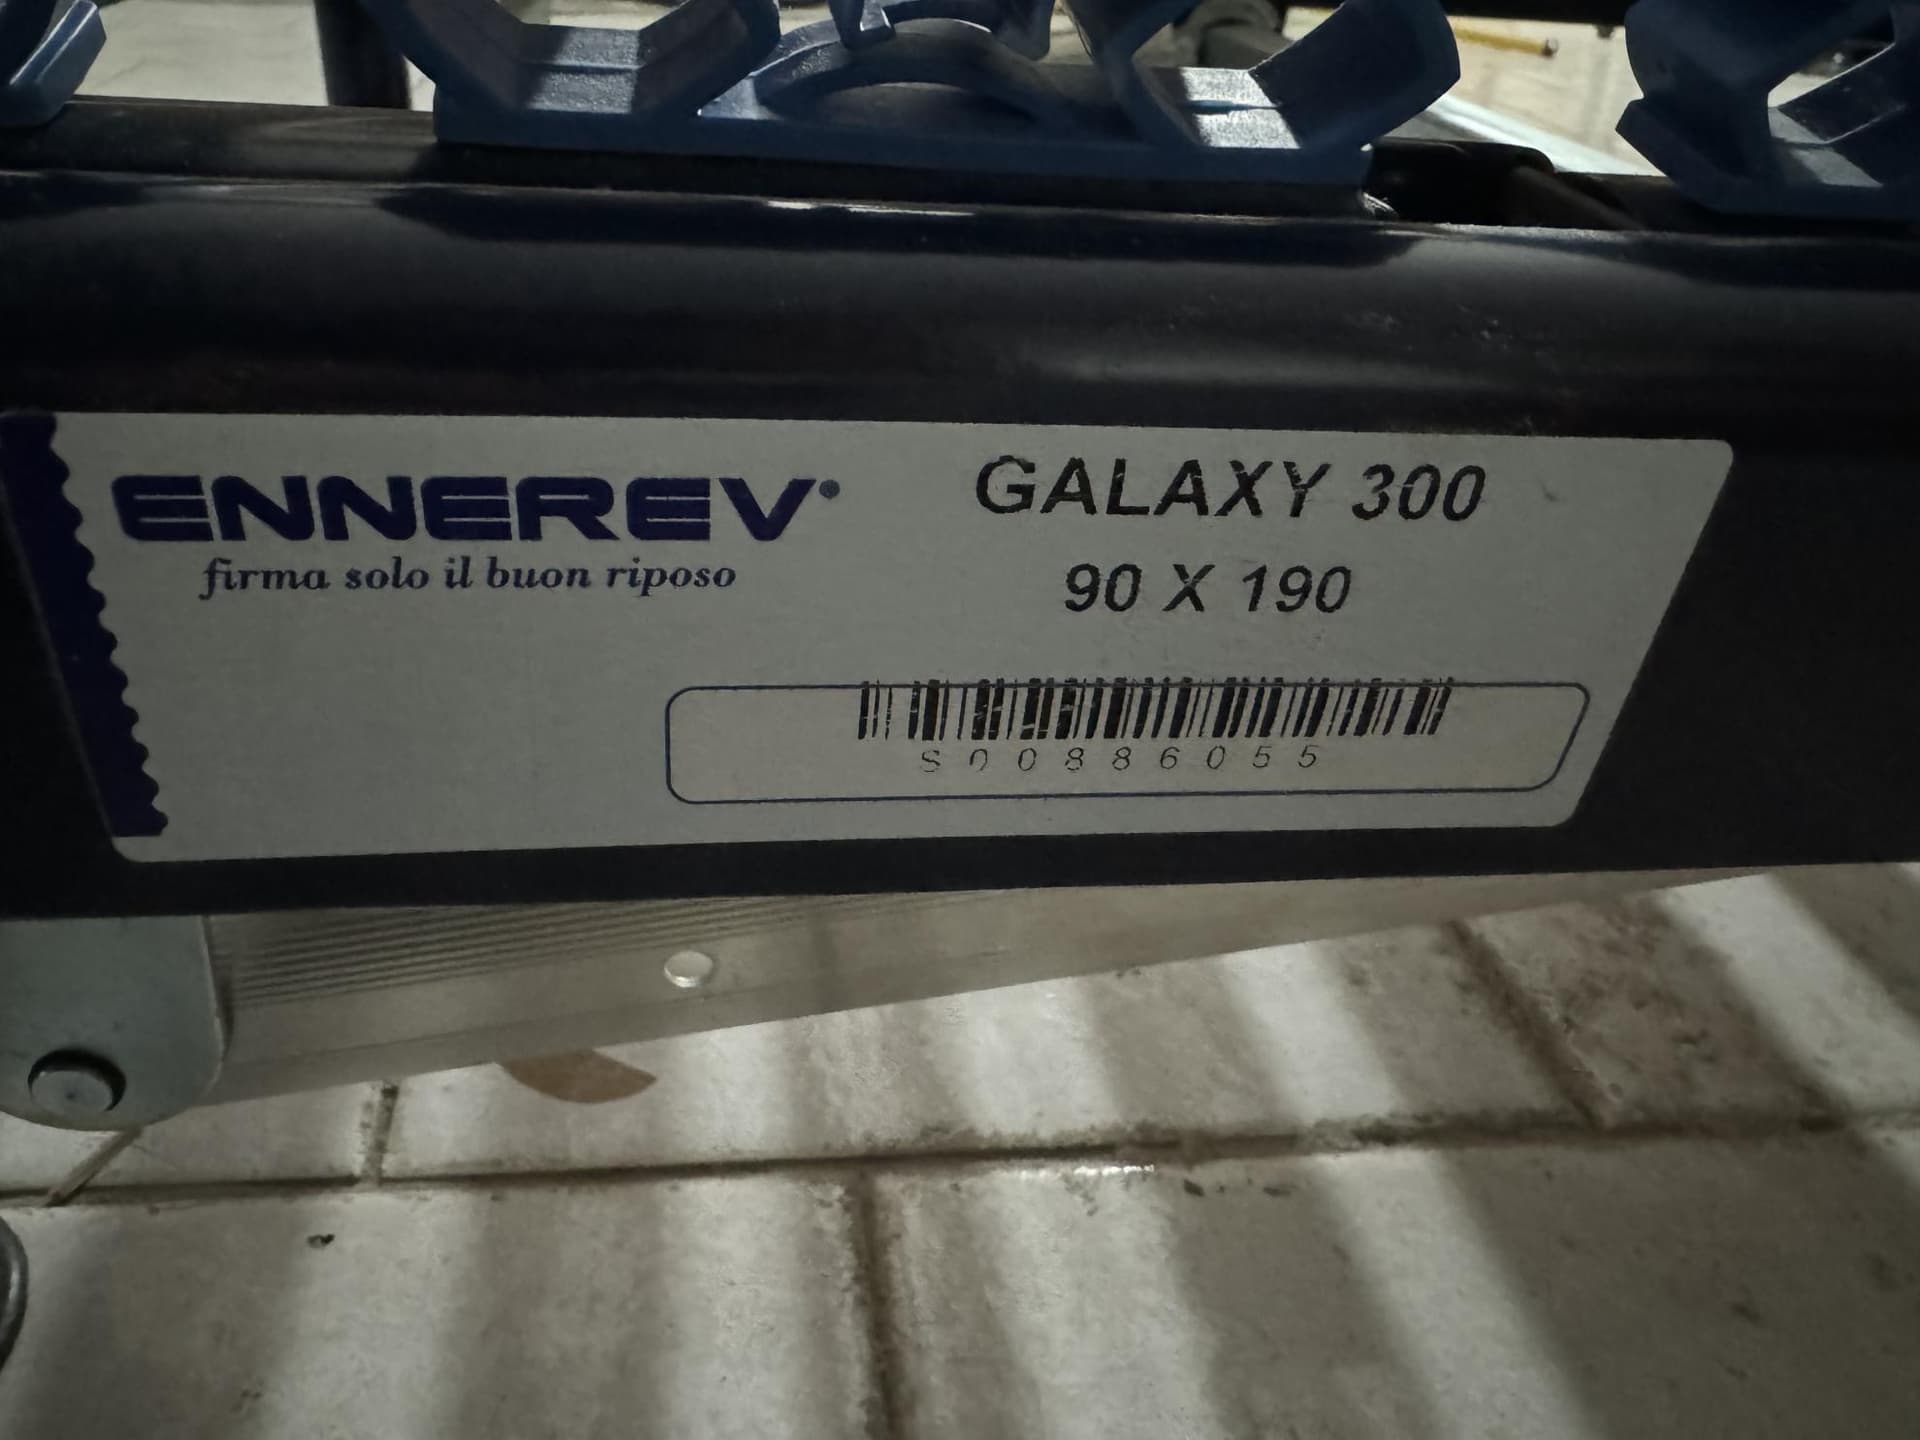 ENNEREV
firma solo il buon riposo
GALAXY 300
90 X 190
S00886055